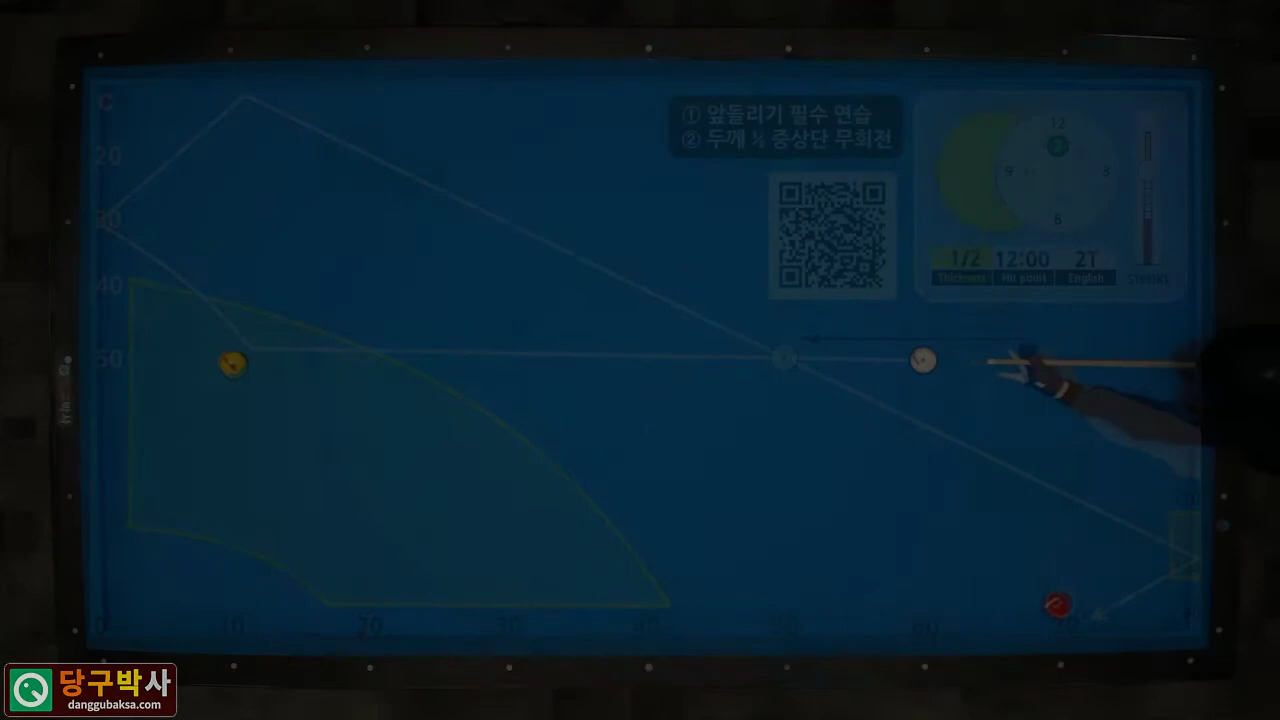 ① 앞돌리기 필수 연습
② 두께 ½ 중상단 무회전
12
2
9
3
6
1/2 12:00 2T
Thickness Hit point English
STROKE
20
30
40
50
0 10 20 30 40 50 60 70
당구박사
danggubaksa.com